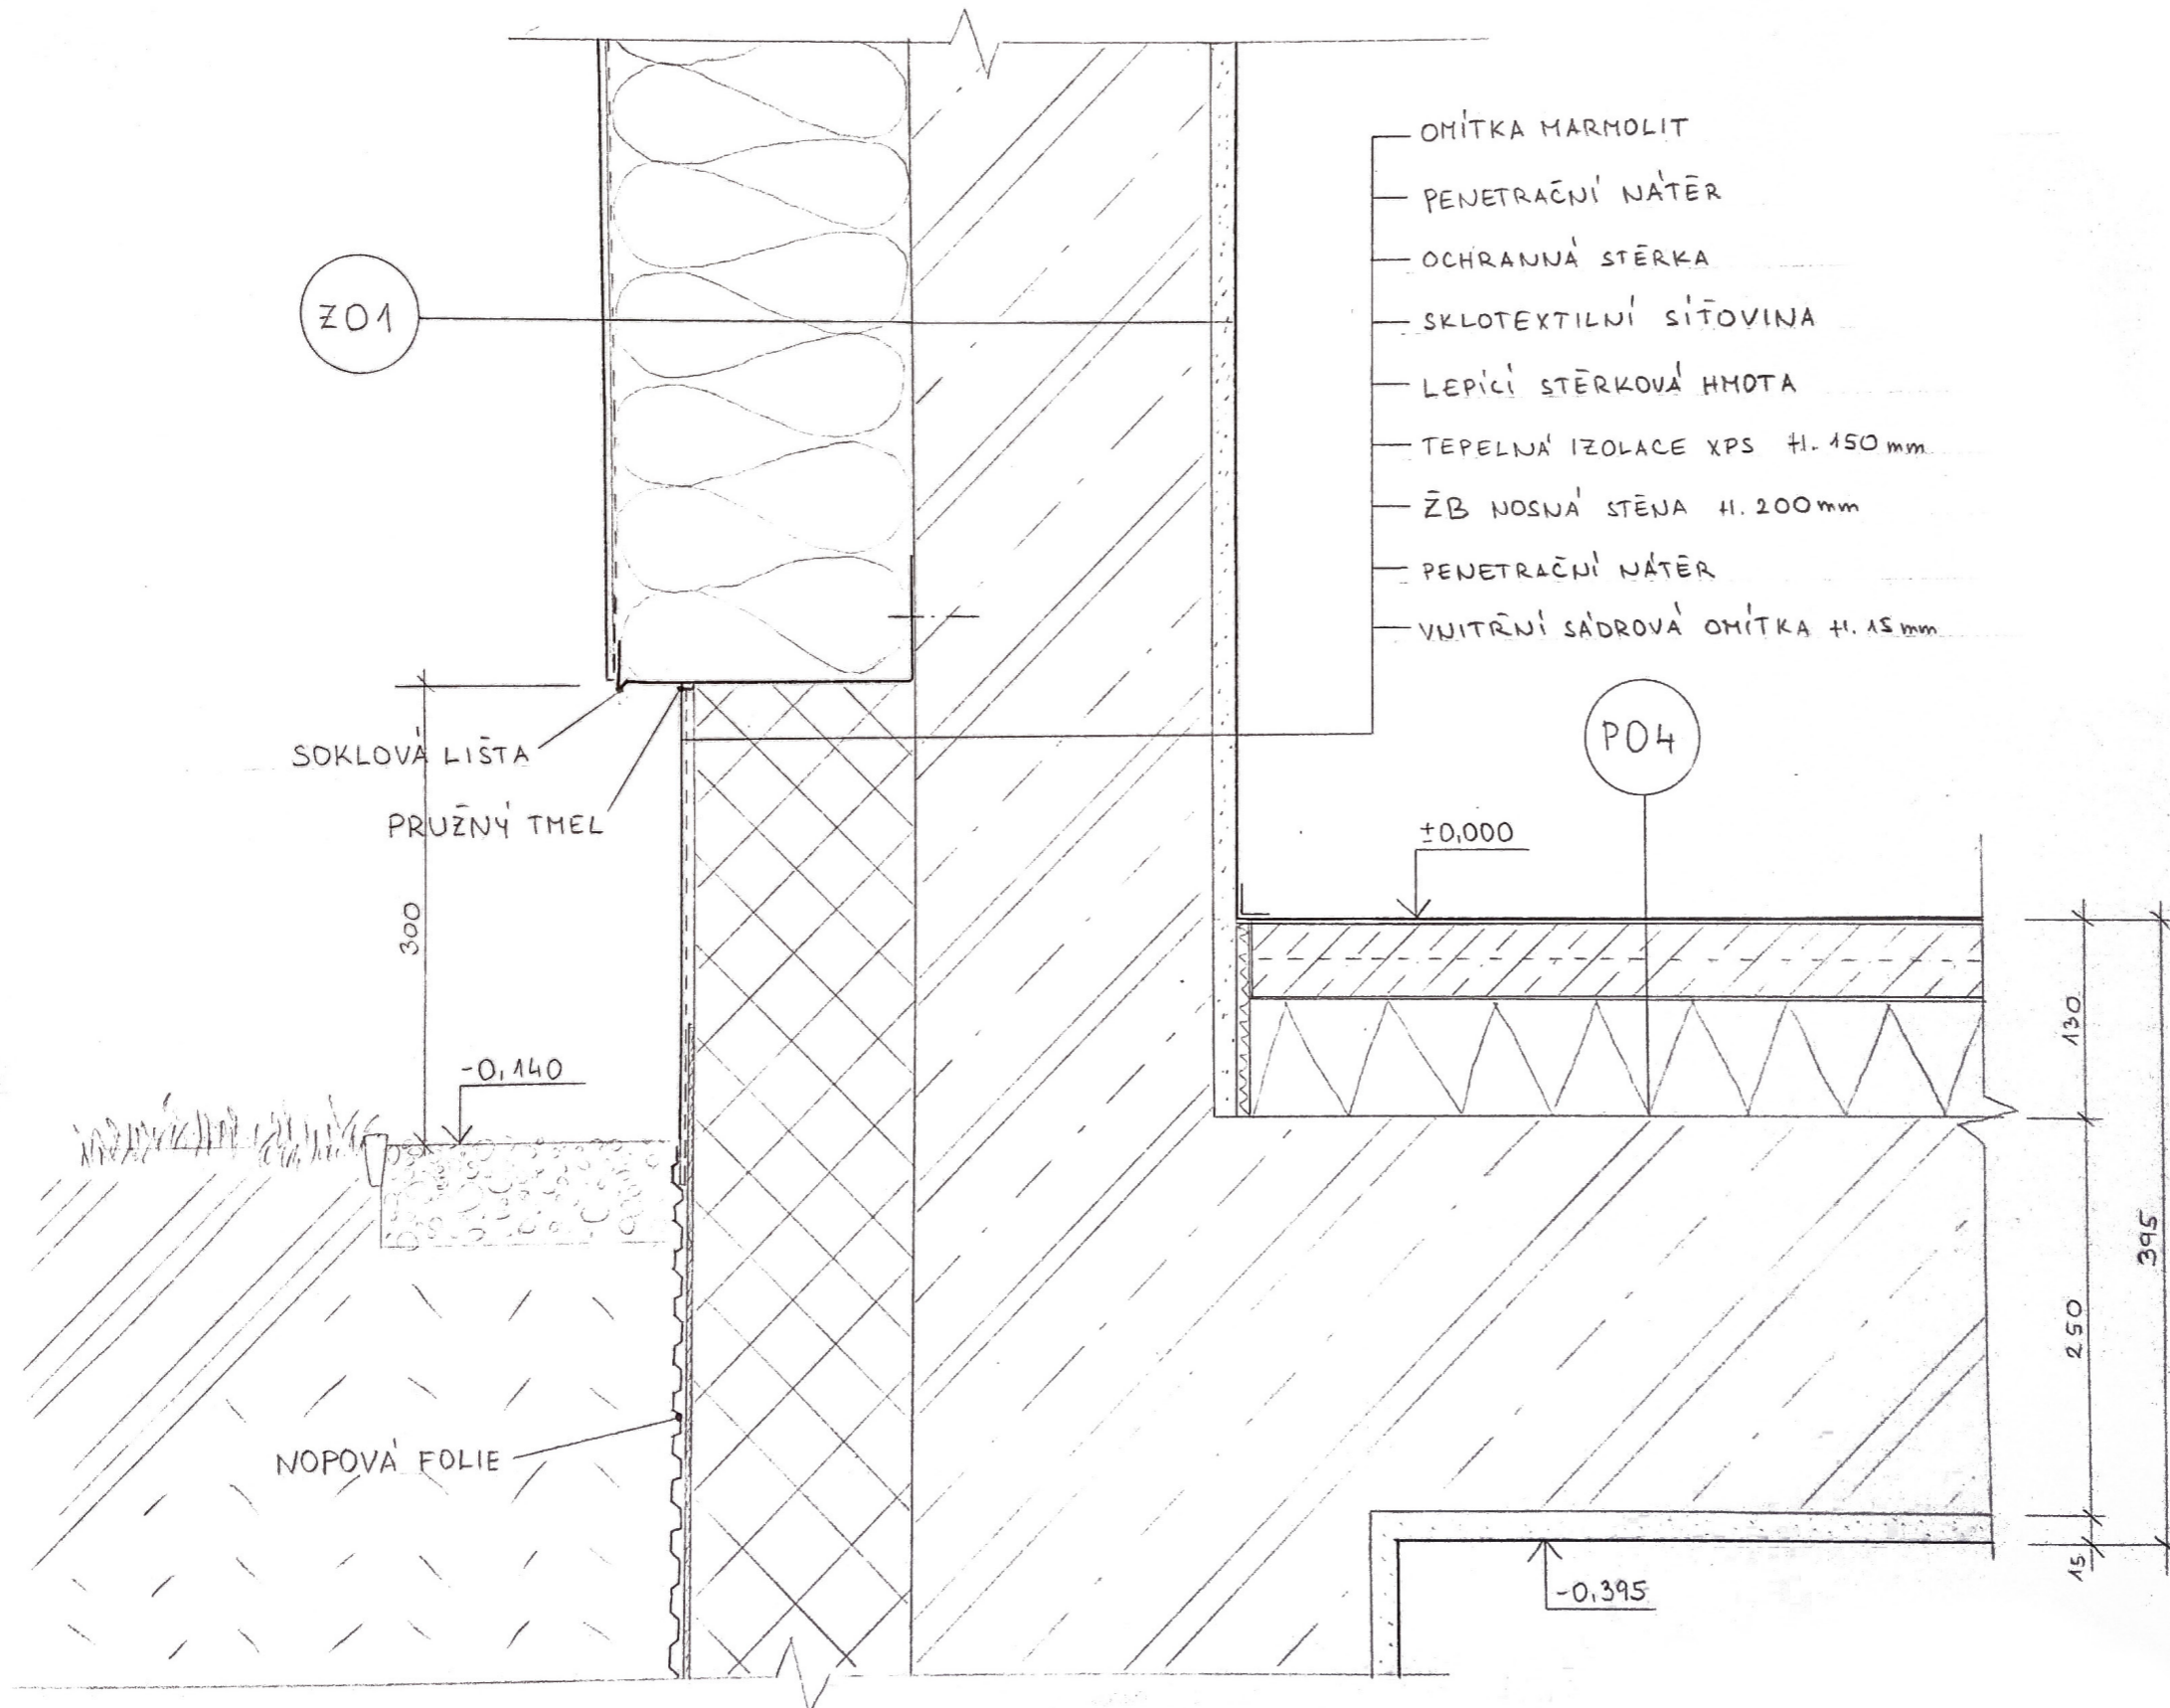 OMÍTKA MARMOLIT
PENETRAČNÍ NÁTĚR
OCHRANNÁ STĚRKA
Z01
SKLOTEXTILNÍ SÍŤOVINA
LEPÍCÍ STĚRKOVÁ HMOTA
TEPELNÁ IZOLACE XPS tl. 150 mm
ŽB NOSNÁ STĚNA tl. 200 mm
PENETRAČNÍ NÁTĚR
VNITŘNÍ SÁDROVÁ OMÍTKA tl. 15 mm
SOKLOVÁ LIŠTA
P04
PRUŽNÝ TMEL
±0,000
300
130
-0,140
395
250
NOPOVÁ FOLIE
15
-0,395